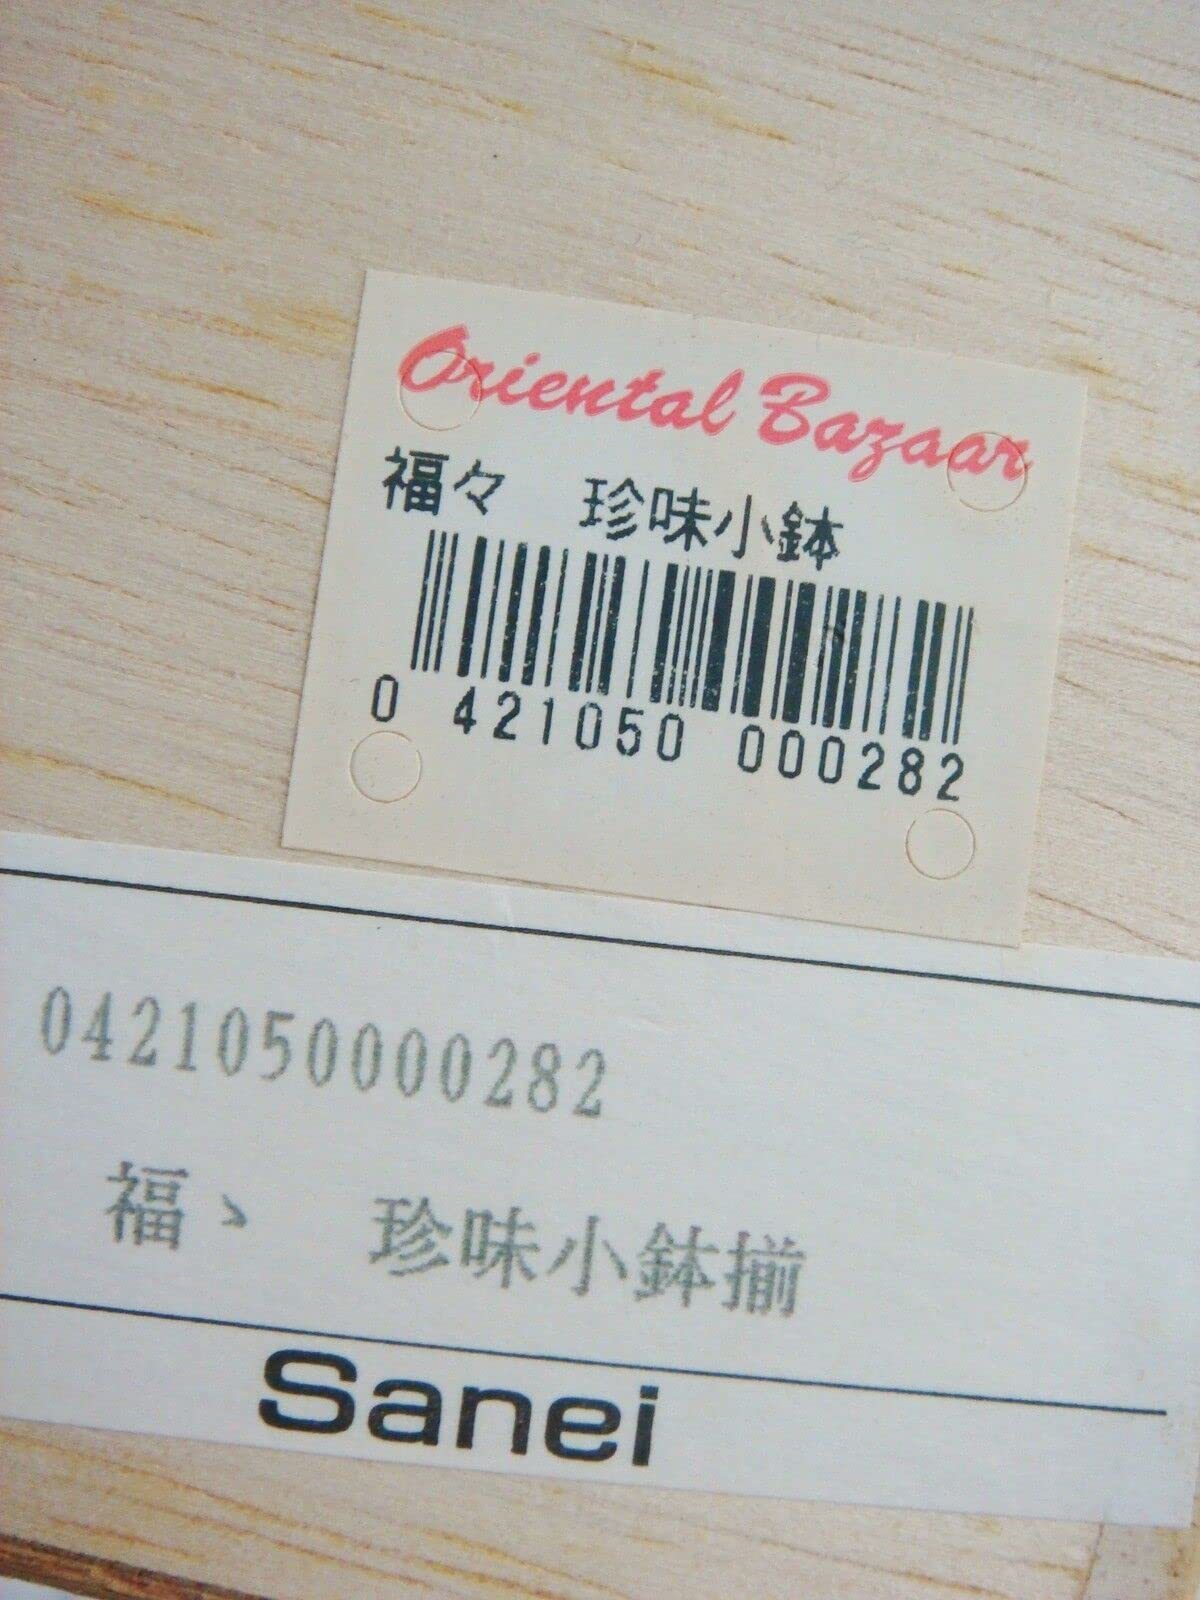 Oriental Bazaar
福々　珍味小鉢
0 421050 000282
0421050000282
福ゝ　珍味小鉢揃
Sanei